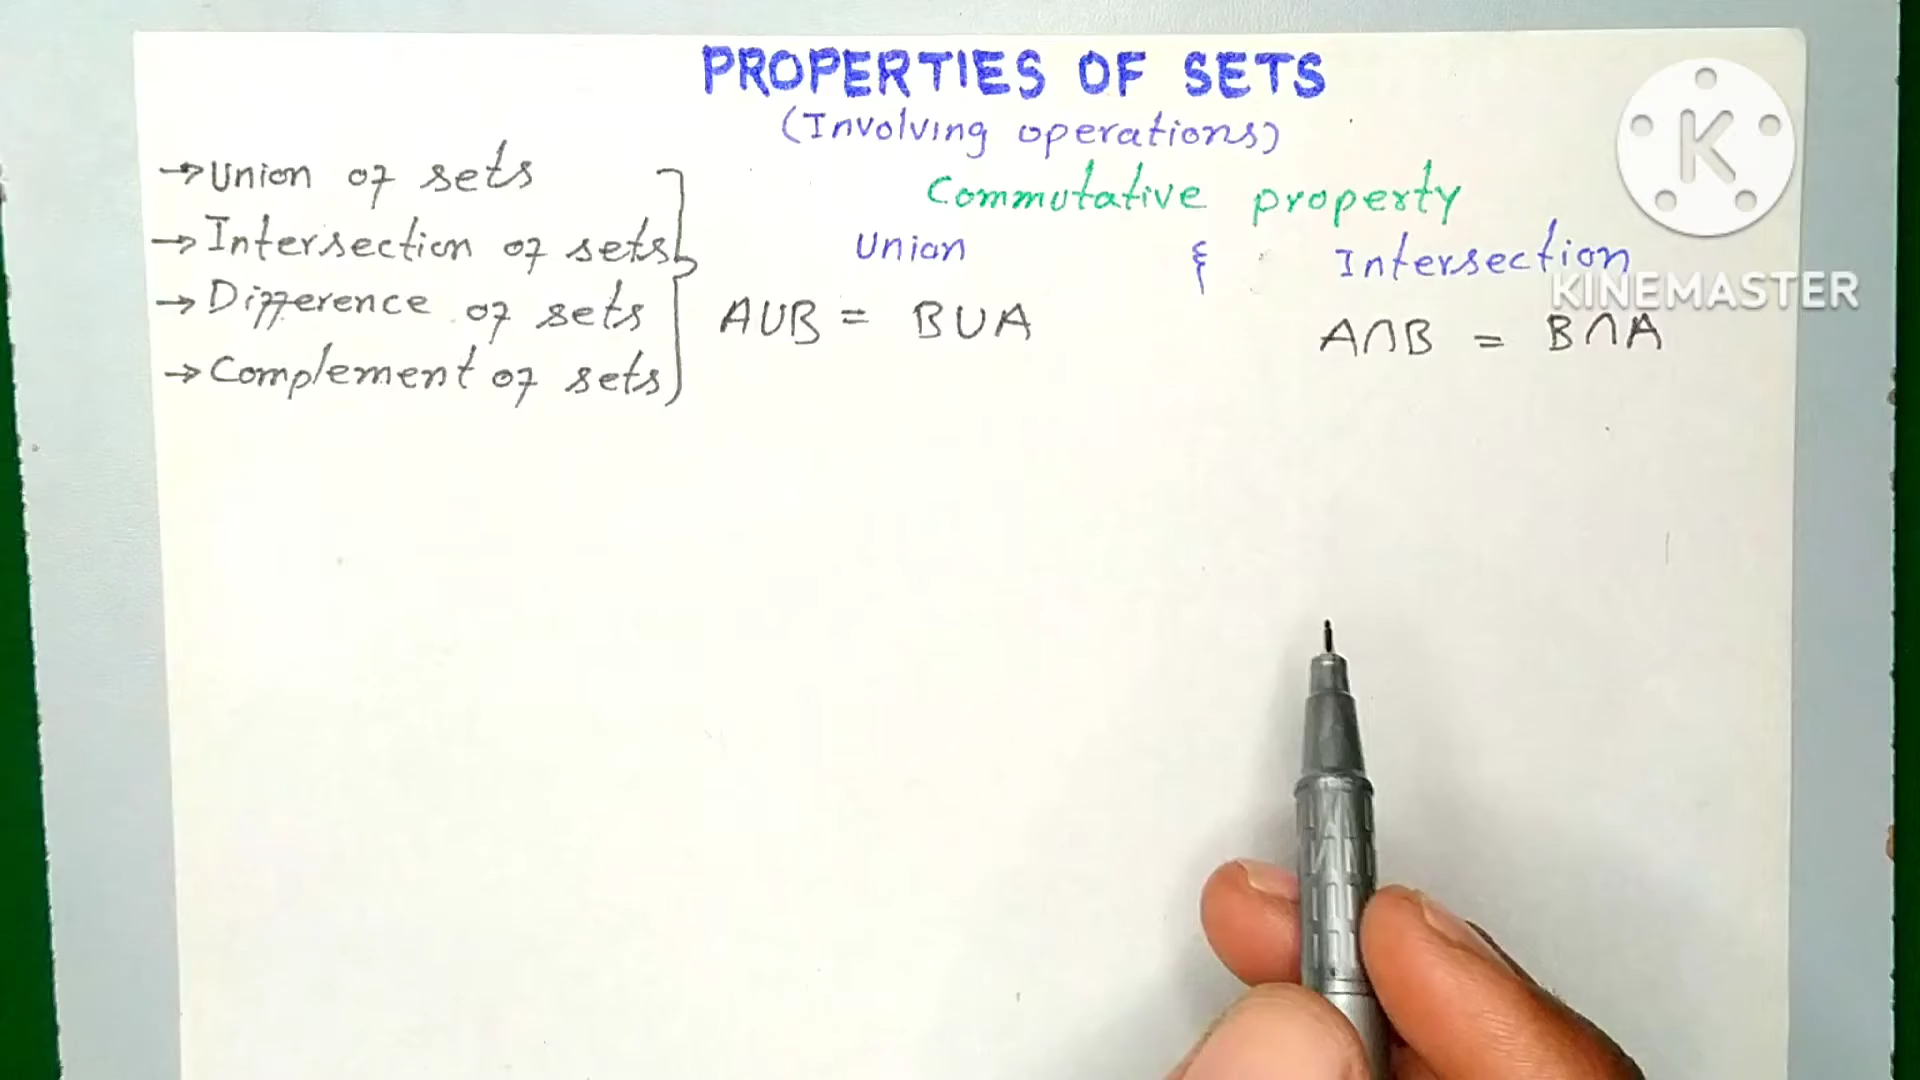 PROPERTIES OF SETS
(Involving operations)
→ Union of sets
→ Intersection of sets
→ Difference of sets
→ Complement of sets
Commutative property
Union & Intersection
A∪B = B∪A
A∩B = B∩A
K
KINEMASTER